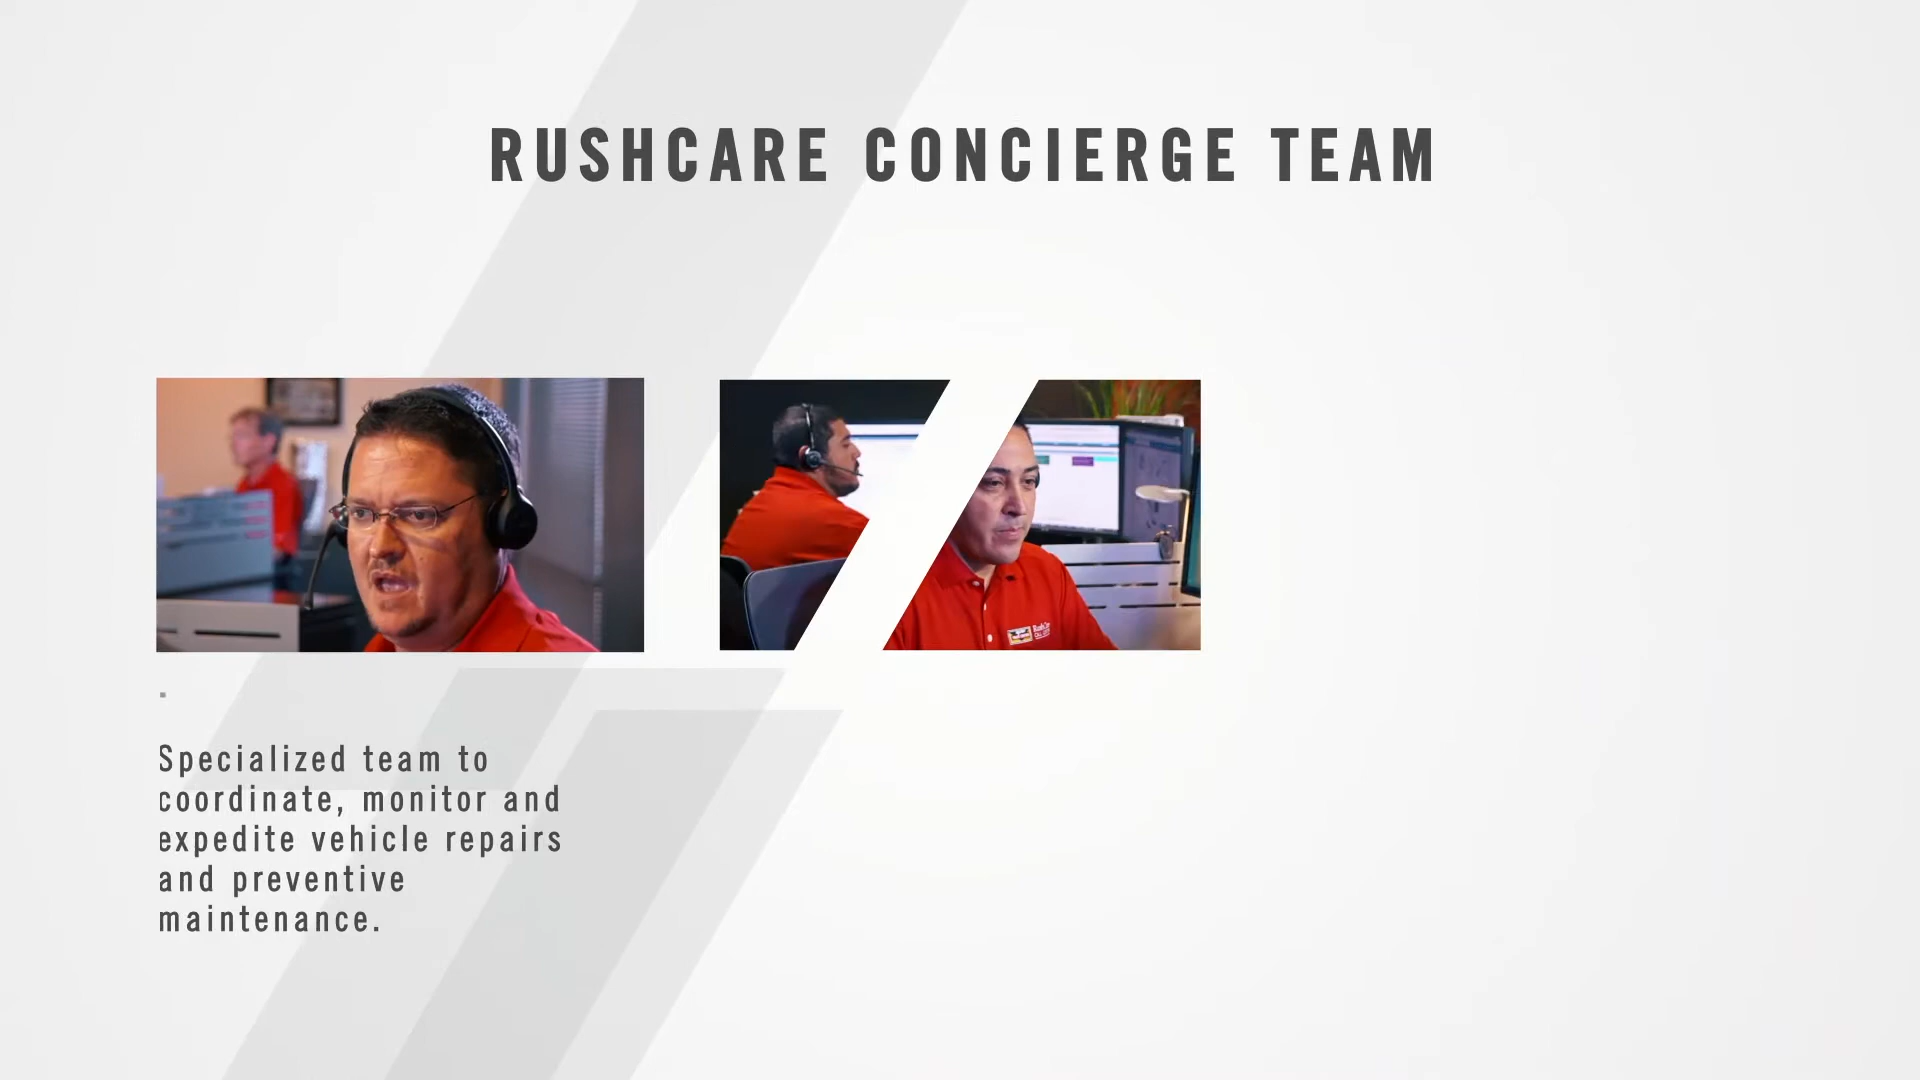 RUSHCARE CONCIERGE TEAM
Specialized team to
coordinate, monitor and
expedite vehicle repairs
and preventive
maintenance.